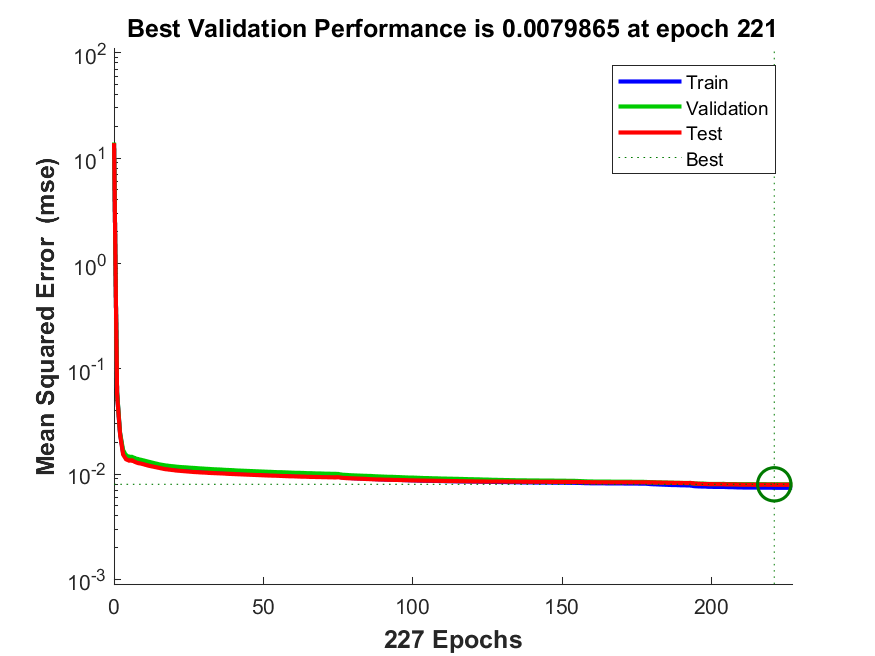 Best Validation Performance is 0.0079865 at epoch 221
10^2
10^1
10^0
10^-1
10^-2
10^-3
Mean Squared Error (mse)
Train
Validation
Test
Best
0
50
100
150
200
227 Epochs